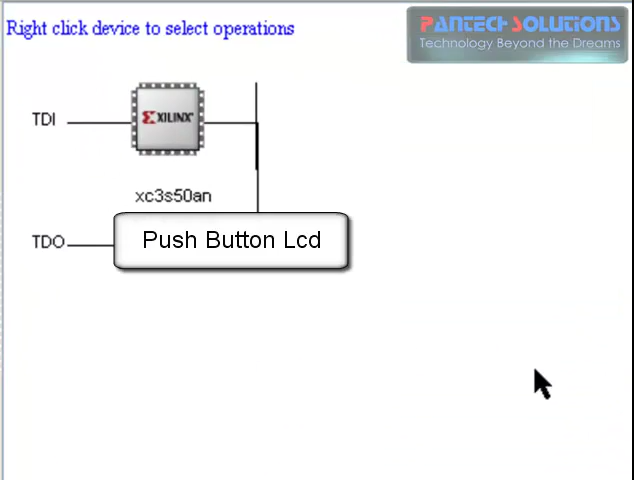 Right click device to select operations
PANTECH SOLUTIONS
Technology Beyond the Dreams
TDI
XILINX
xc3s50an
TDO
Push Button Lcd